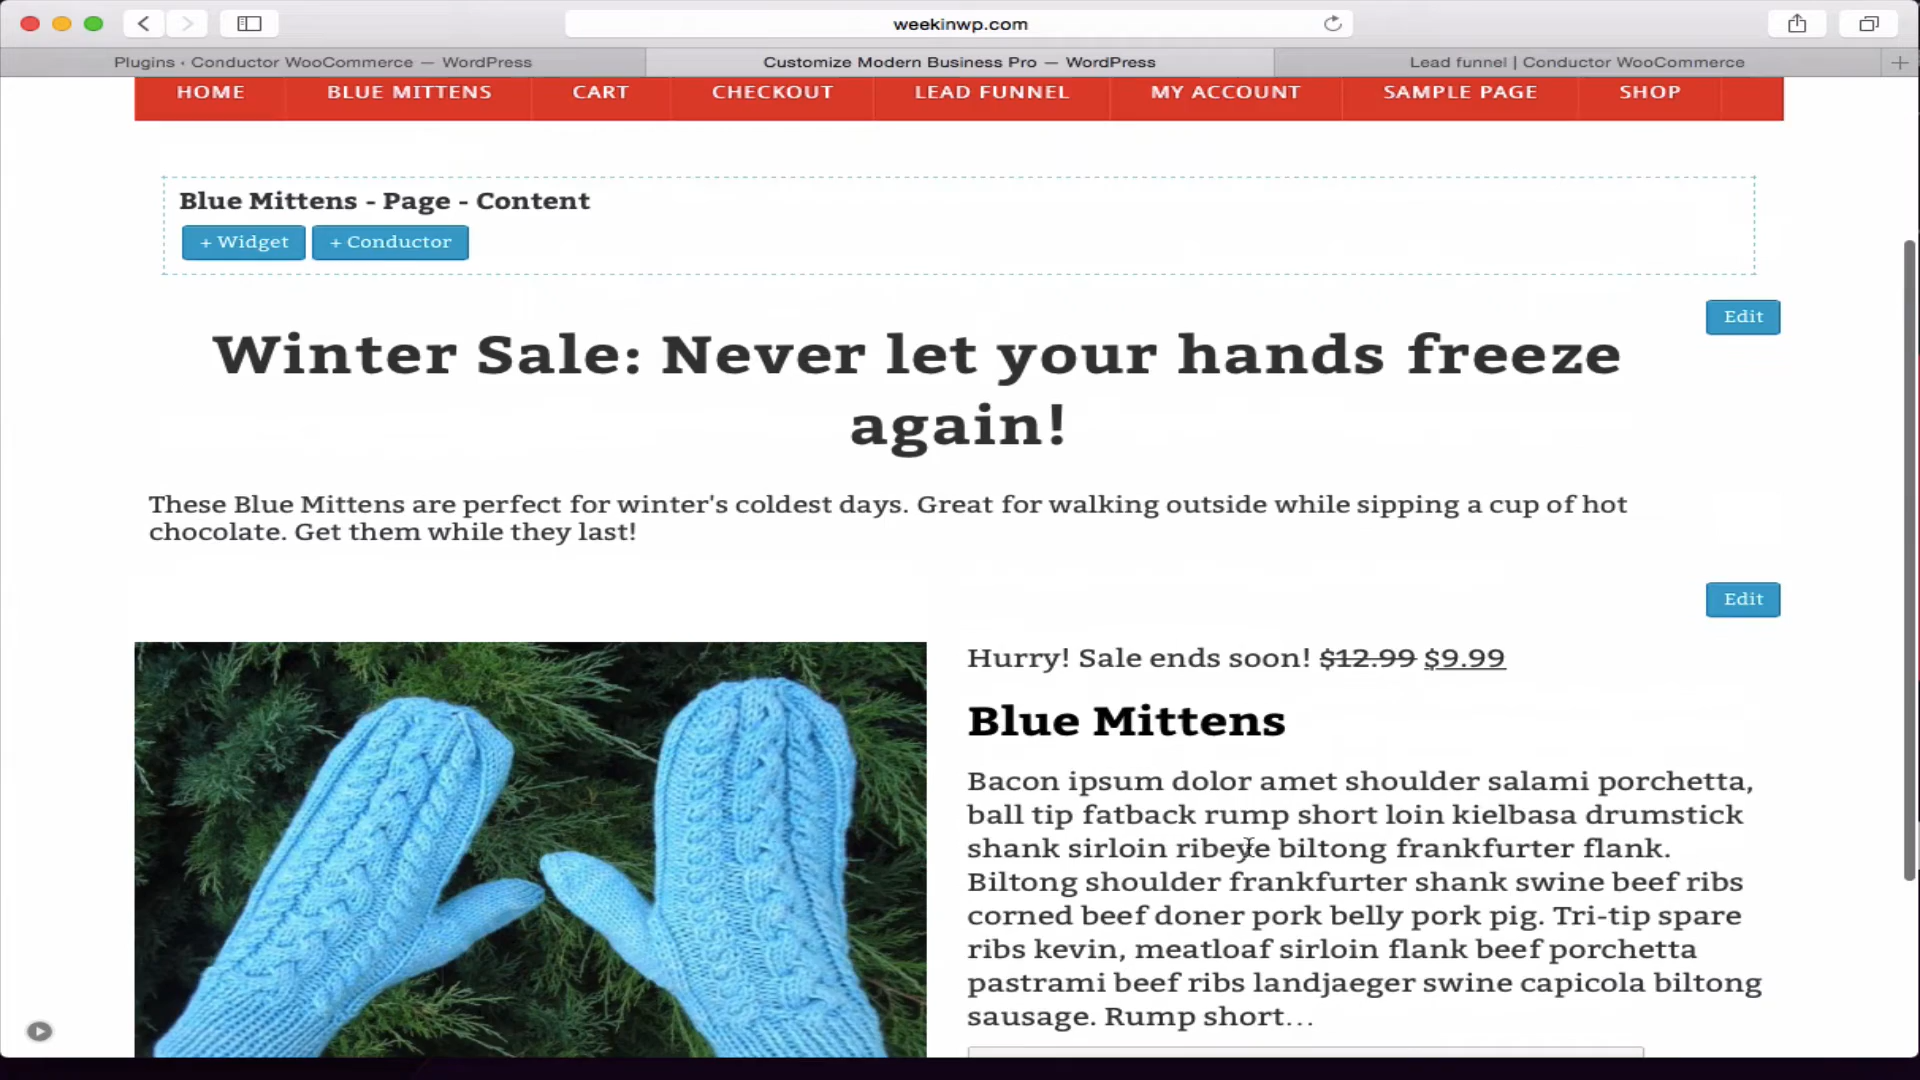 weekinwp.com
Plugins ‹ Conductor WooCommerce — WordPress
Customize Modern Business Pro — WordPress
Lead funnel | Conductor WooCommerce
HOME
BLUE MITTENS
CART
CHECKOUT
LEAD FUNNEL
MY ACCOUNT
SAMPLE PAGE
SHOP
Blue Mittens - Page - Content
+ Widget
+ Conductor
Edit
Winter Sale: Never let your hands freeze
again!
These Blue Mittens are perfect for winter's coldest days. Great for walking outside while sipping a cup of hot
chocolate. Get them while they last!
Edit
Hurry! Sale ends soon! $12.99 $9.99
Blue Mittens
Bacon ipsum dolor amet shoulder salami porchetta,
ball tip fatback rump short loin kielbasa drumstick
shank sirloin ribeye biltong frankfurter flank.
Biltong shoulder frankfurter shank swine beef ribs
corned beef doner pork belly pork pig. Tri-tip spare
ribs kevin, meatloaf sirloin flank beef porchetta
pastrami beef ribs landjaeger swine capicola biltong
sausage. Rump short…